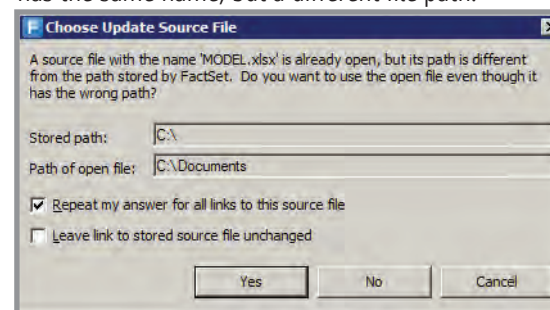 has the same name, but a different file path.
Choose Update Source File
A source file with the name 'MODEL.xlsx' is already open, but its path is different
from the path stored by FactSet. Do you want to use the open file even though it
has the wrong path?
Stored path: C:\
Path of open file: C:\Documents
Repeat my answer for all links to this source file
Leave link to stored source file unchanged
Yes No Cancel